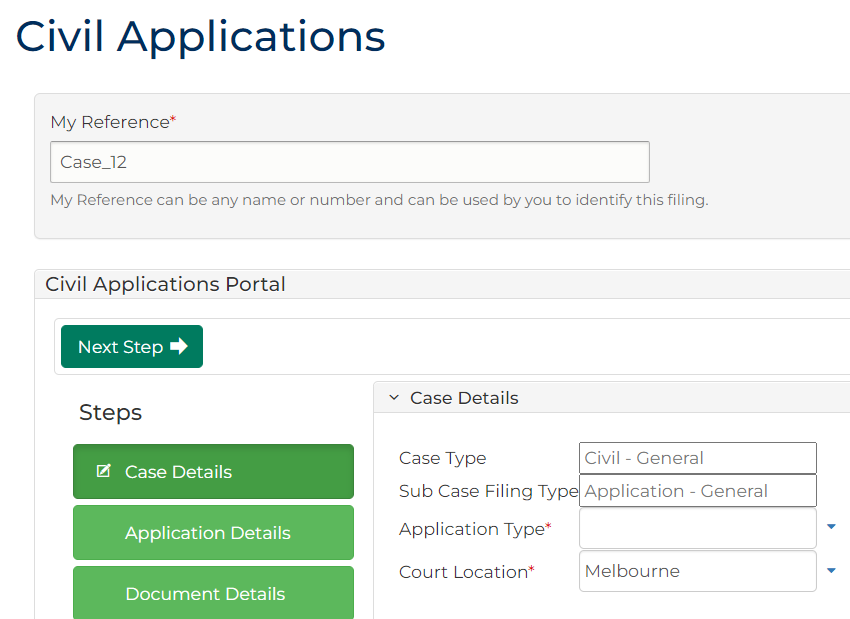 Civil Applications
My Reference*
Case_12
My Reference can be any name or number and can be used by you to identify this filing.
Civil Applications Portal
Next Step
Steps
Case Details
Application Details
Document Details
Case Details
Case Type Civil - General
Sub Case Filing Type Application - General
Application Type*
Court Location* Melbourne